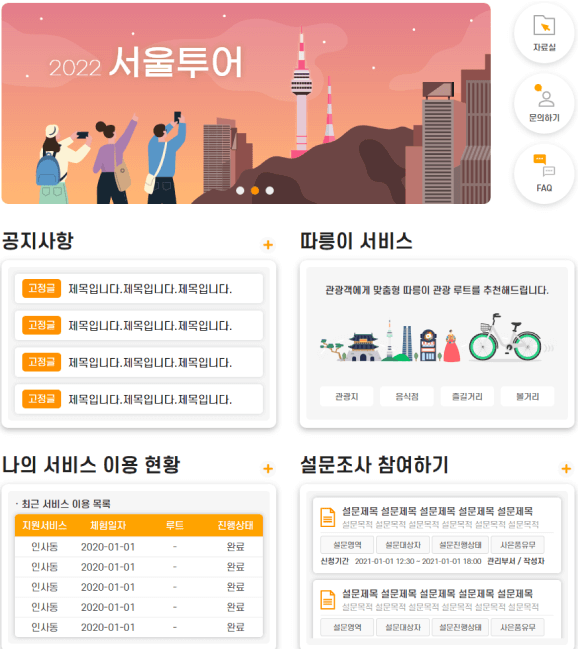 2022 서울투어
자료실
문의하기
FAQ
공지사항 +
고정글 제목입니다.제목입니다.제목입니다.
고정글 제목입니다.제목입니다.제목입니다.
고정글 제목입니다.제목입니다.제목입니다.
고정글 제목입니다.제목입니다.제목입니다.
따릉이 서비스
관광객에게 맞춤형 따릉이 관광 루트를 추천해드립니다.
관광지 음식점 즐길거리 볼거리
나의 서비스 이용 현황 +
· 최근 서비스 이용 목록
지원서비스 체험일자 루트 진행상태
인사동 2020-01-01 - 완료
인사동 2020-01-01 - 완료
인사동 2020-01-01 - 완료
인사동 2020-01-01 - 완료
인사동 2020-01-01 - 완료
설문조사 참여하기 +
설문제목 설문제목 설문제목 설문제목 설문제목
설문목적 설문목적 설문목적 설문목적 설문목적 설문목적
설문영역 설문대상자 설문진행상태 사은품유무
신청기간 2021-01-01 12:30 ~ 2021-01-01 18:00 관리부서 / 작성자
설문제목 설문제목 설문제목 설문제목 설문제목
설문목적 설문목적 설문목적 설문목적 설문목적 설문목적
설문영역 설문대상자 설문진행상태 사은품유무